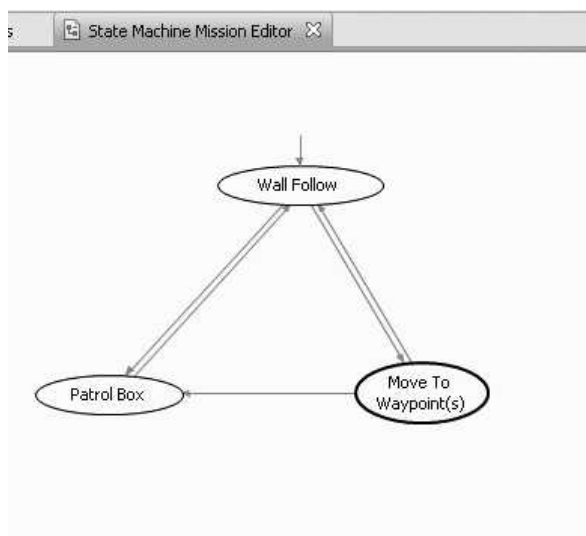 s
State Machine Mission Editor
Wall Follow
Patrol Box
Move To
Waypoint(s)